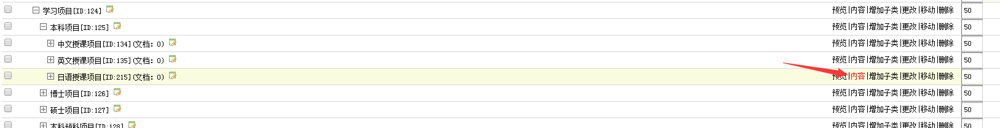 学习项目[ID:124] 预览|内容|增加子类|更改|移动|删除 50
本科项目[ID:125] 预览|内容|增加子类|更改|移动|删除 50
中文授课项目[ID:134](文档：0) 预览|内容|增加子类|更改|移动|删除 50
英文授课项目[ID:135](文档：0) 预览|内容|增加子类|更改|移动|删除 50
日语授课项目[ID:215](文档：0) 预览|内容|增加子类|更改|移动|删除 50
博士项目[ID:126] 预览|内容|增加子类|更改|移动|删除 50
硕士项目[ID:127] 预览|内容|增加子类|更改|移动|删除 50
本科预科项目[ID:128] 预览|内容|增加子类|更改|移动|删除 50